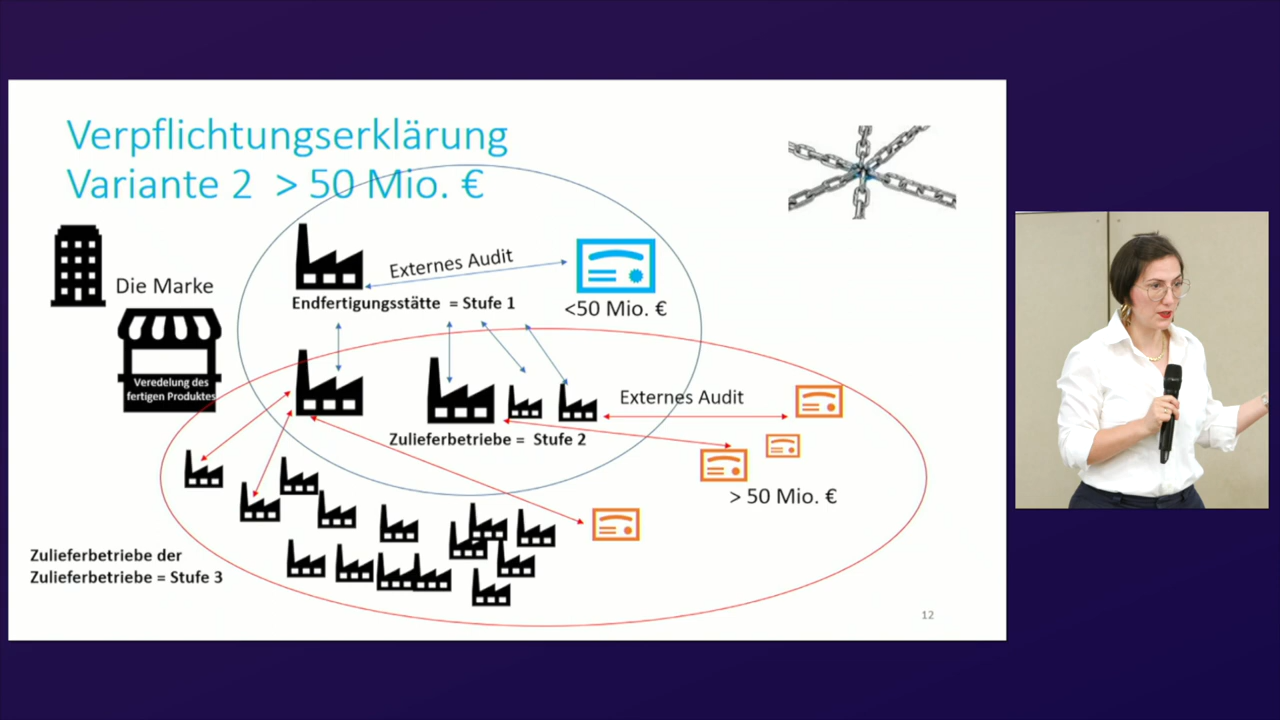 Verpflichtungserklärung
Variante 2 > 50 Mio. €
Die Marke
Veredelung des
fertigen Produktes
Externes Audit
Endfertigungsstätte = Stufe 1
<50 Mio. €
Externes Audit
Zulieferbetriebe = Stufe 2
> 50 Mio. €
Zulieferbetriebe der
Zulieferbetriebe = Stufe 3
12